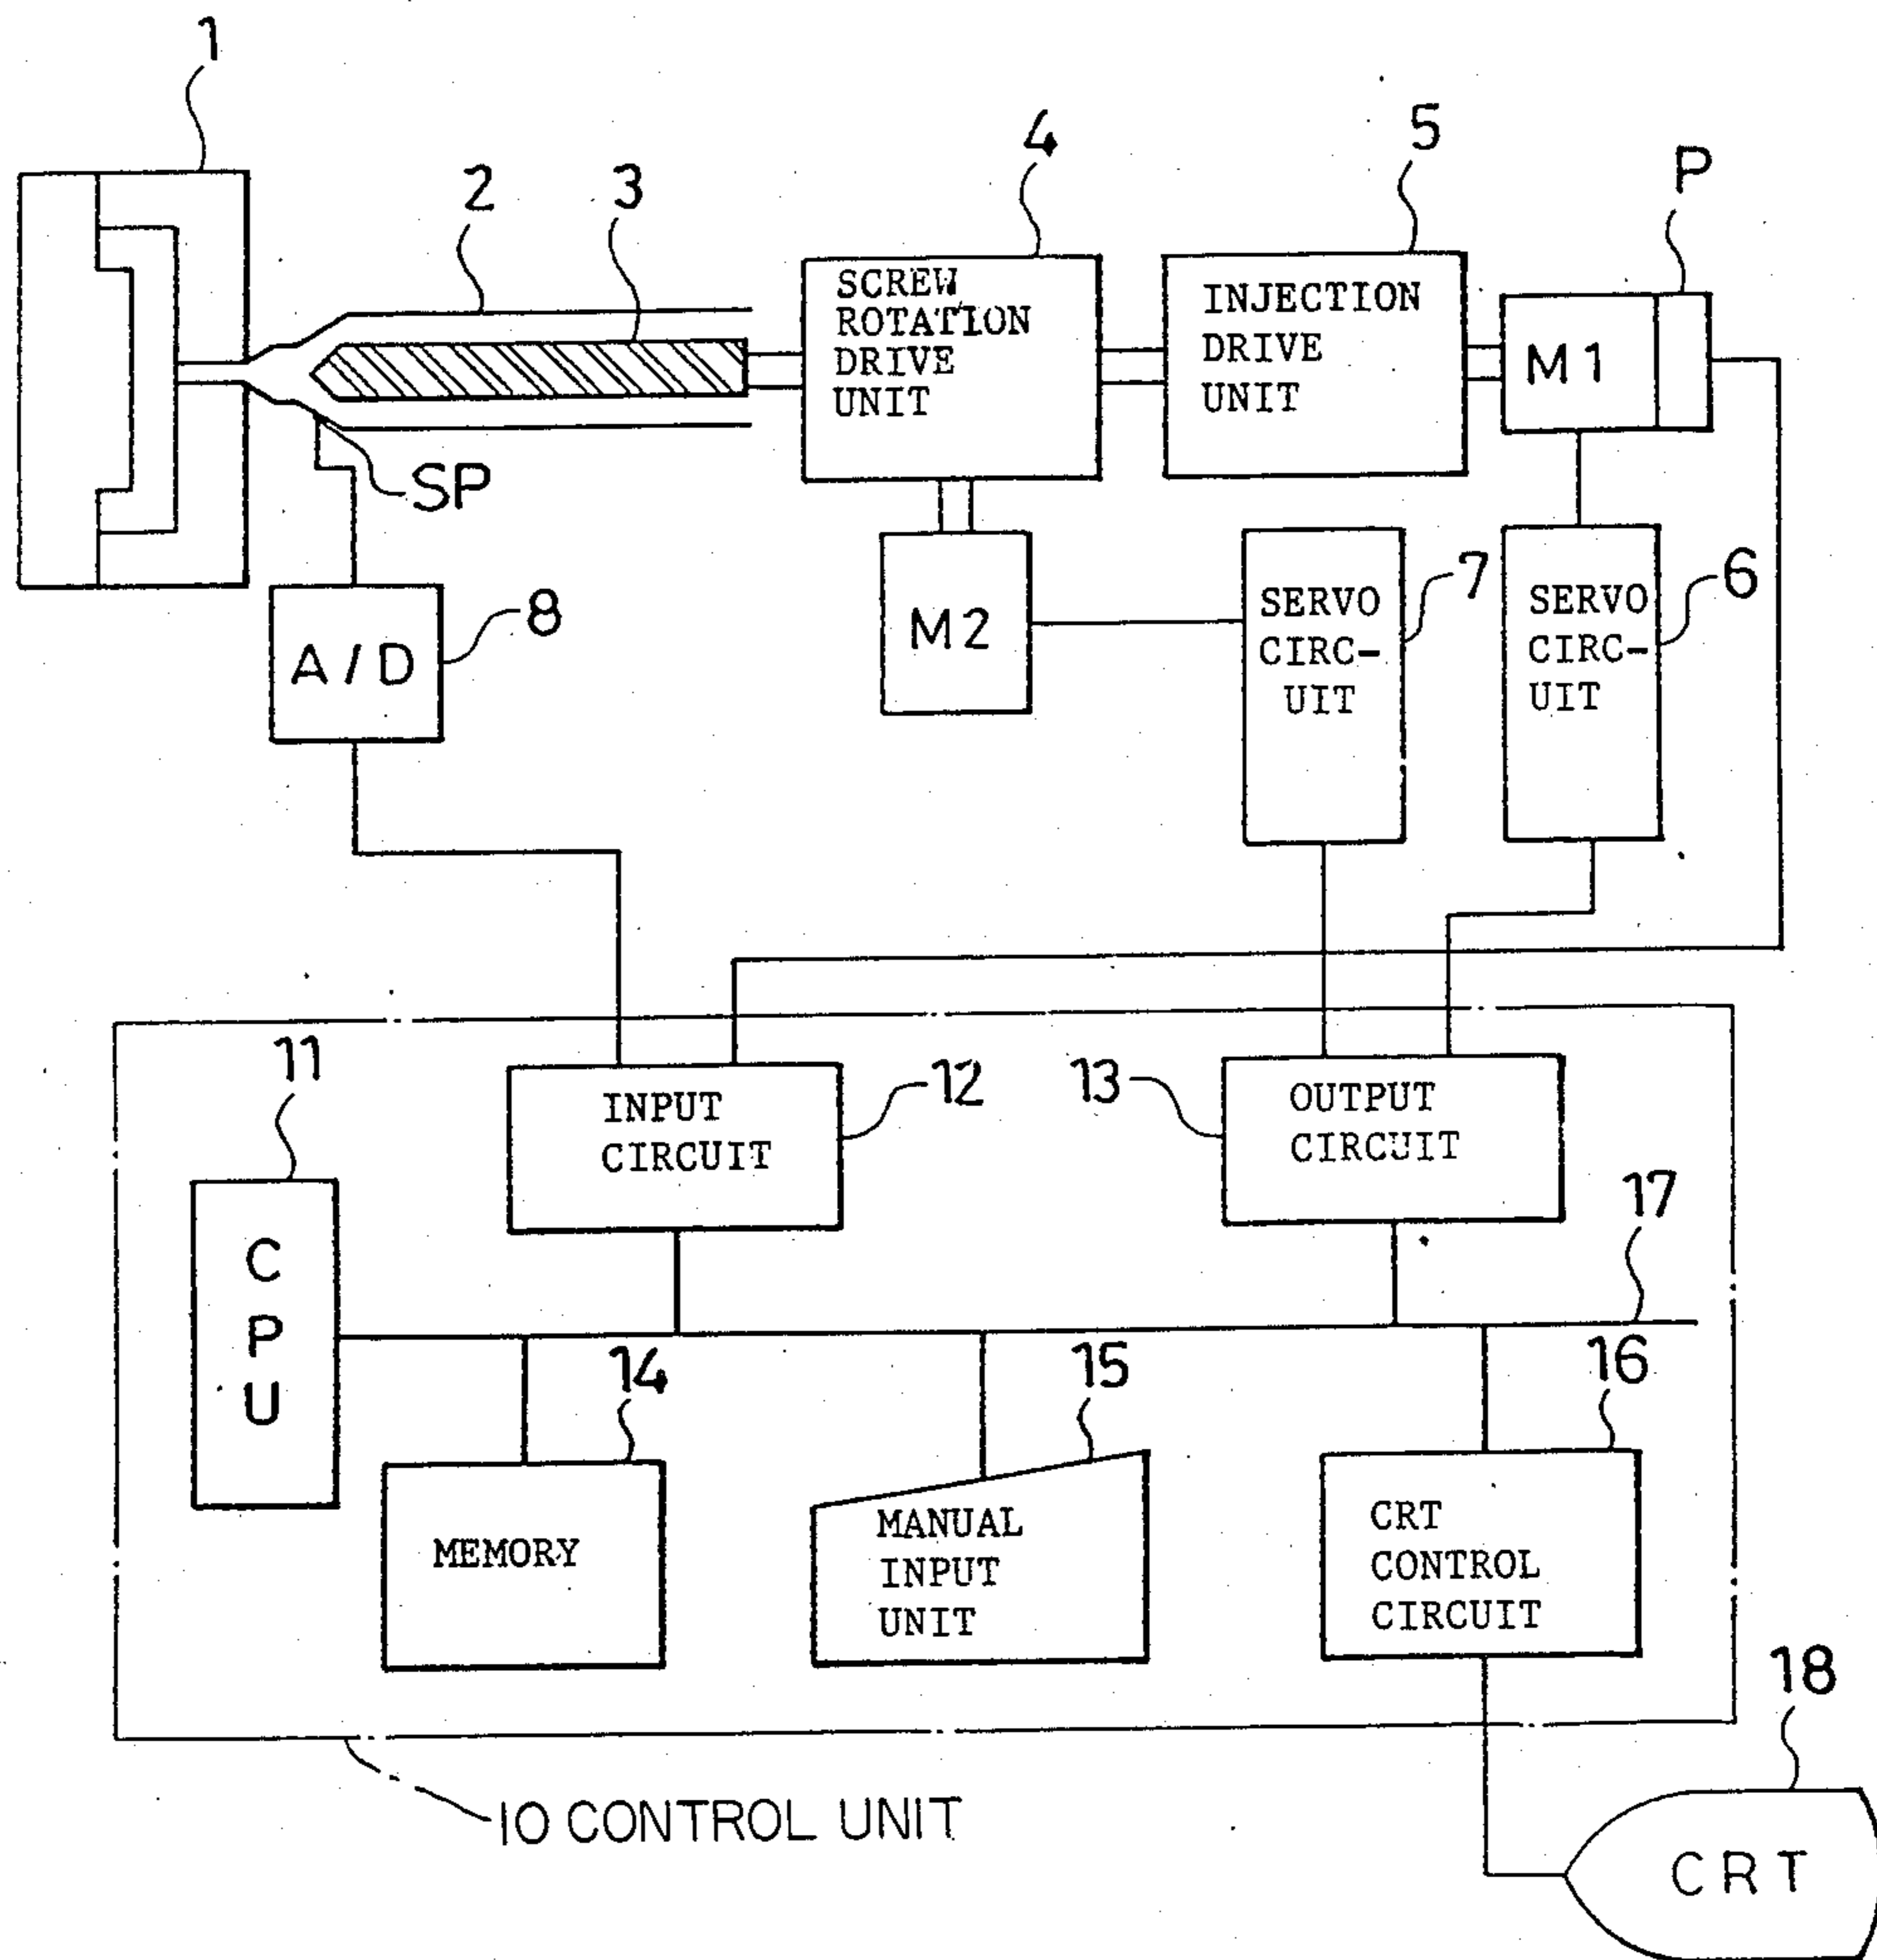 1
2
3
4
5
P
SCREW
ROTATION
DRIVE
UNIT
INJECTION
DRIVE
UNIT
M1
SP
A/D
8
M2
SERVO
CIRC-
UIT
7
SERVO
CIRC-
UIT
6
11
INPUT
CIRCUIT
12
13
OUTPUT
CIRCUIT
17
C
P
U
14
15
16
MEMORY
MANUAL
INPUT
UNIT
CRT
CONTROL
CIRCUIT
10 CONTROL UNIT
18
CRT